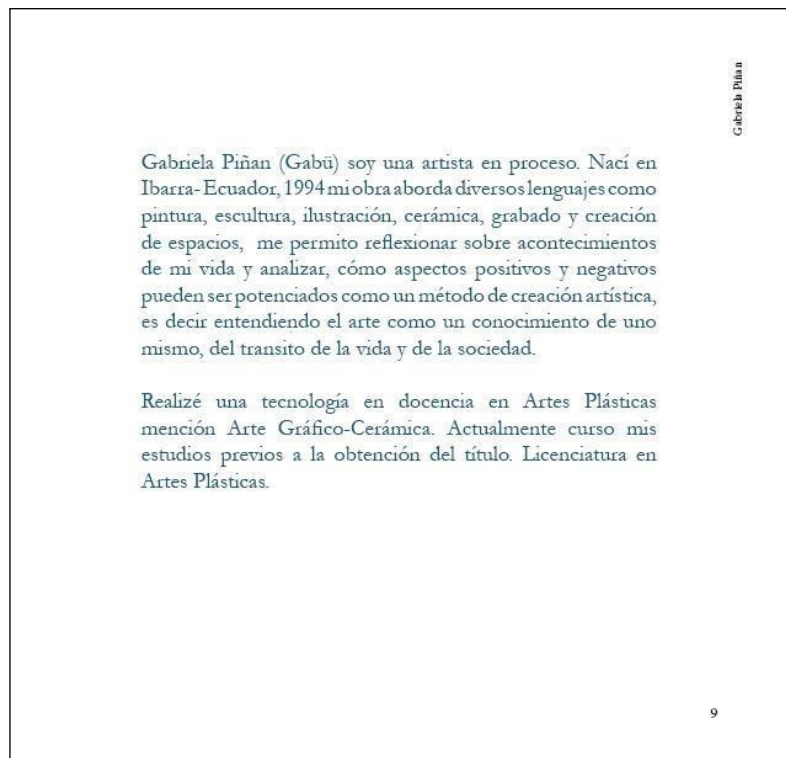 Gabriela Piñan
Gabriela Piñan (Gabü) soy una artista en proceso. Nací en
Ibarra- Ecuador, 1994 mi obra aborda diversos lenguajes como
pintura, escultura, ilustración, cerámica, grabado y creación
de espacios, me permito reflexionar sobre acontecimientos
de mi vida y analizar, cómo aspectos positivos y negativos
pueden ser potenciados como un método de creación artística,
es decir entendiendo el arte como un conocimiento de uno
mismo, del transito de la vida y de la sociedad.
Realizé una tecnología en docencia en Artes Plásticas
mención Arte Gráfico-Cerámica. Actualmente curso mis
estudios previos a la obtención del título. Licenciatura en
Artes Plásticas.
9